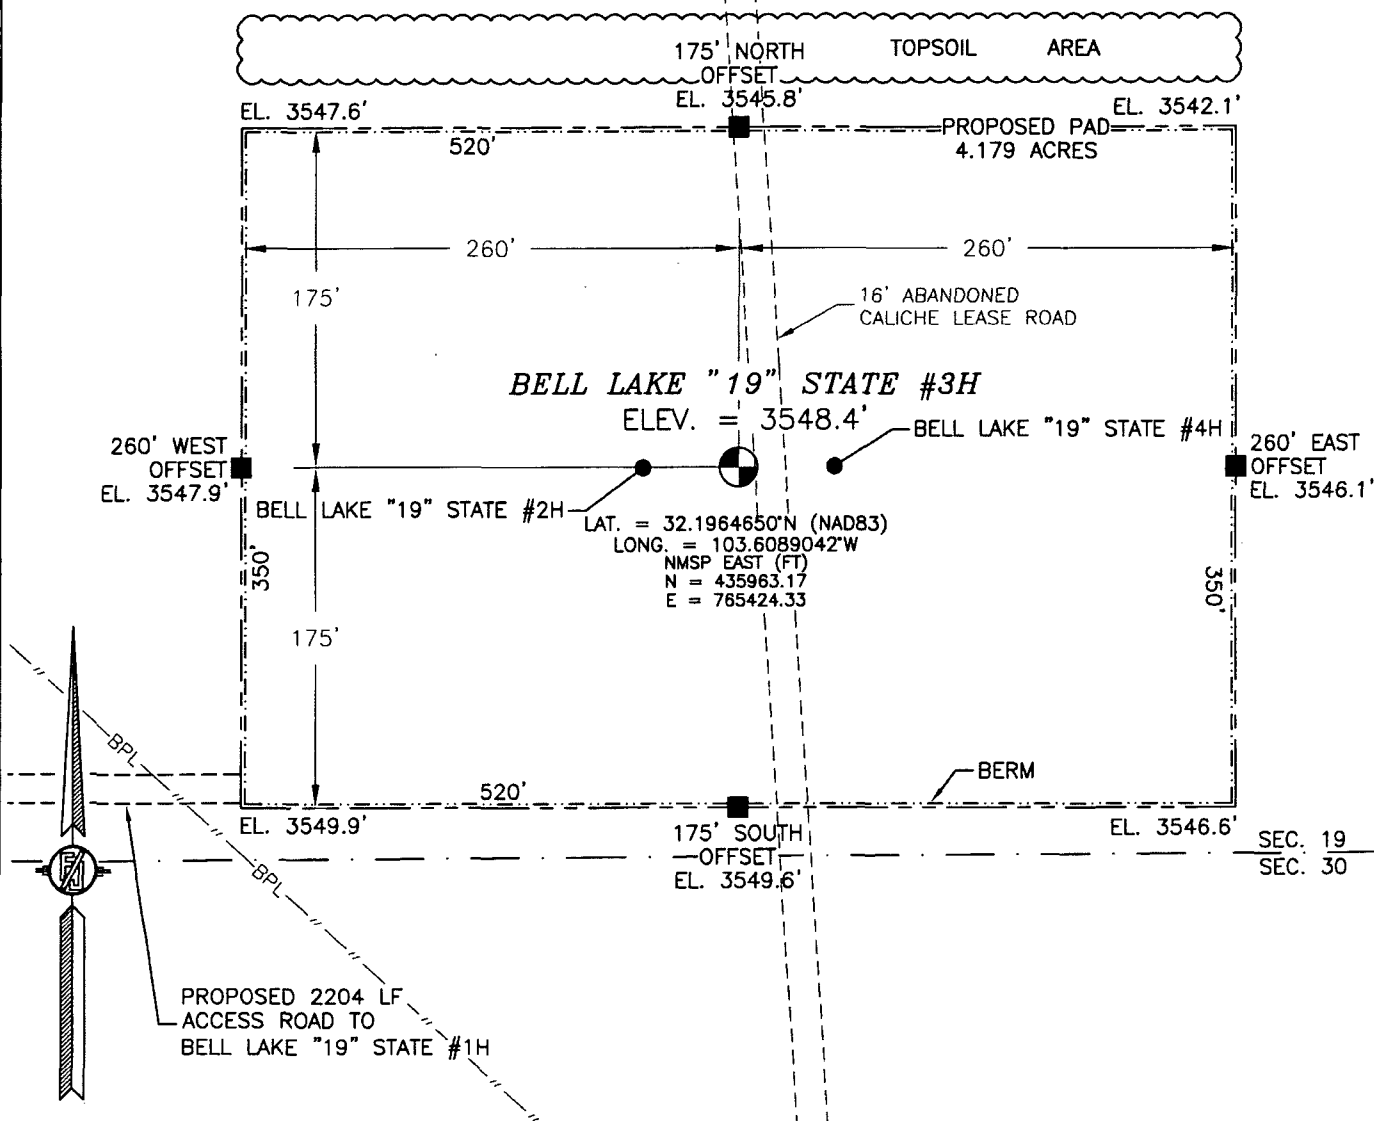 175' NORTH
OFFSET
EL. 3545.8'
TOPSOIL AREA
EL. 3547.6'
EL. 3542.1'
520'
PROPOSED PAD
4.179 ACRES
260'
260'
175'
16' ABANDONED
CALICHE LEASE ROAD
BELL LAKE "19" STATE #3H
ELEV. = 3548.4'
BELL LAKE "19" STATE #4H
260' WEST
OFFSET
EL. 3547.9'
260' EAST
OFFSET
EL. 3546.1'
BELL LAKE "19" STATE #2H
LAT. = 32.1964650°N (NAD83)
LONG. = 103.6089042°W
NMSP EAST (FT)
N = 435963.17
E = 765424.33
350'
350'
175'
BPL
BERM
520'
EL. 3549.9'
175' SOUTH
OFFSET
EL. 3549.6'
EL. 3546.6'
SEC. 19
SEC. 30
BPL
PROPOSED 2204 LF
ACCESS ROAD TO
BELL LAKE "19" STATE #1H